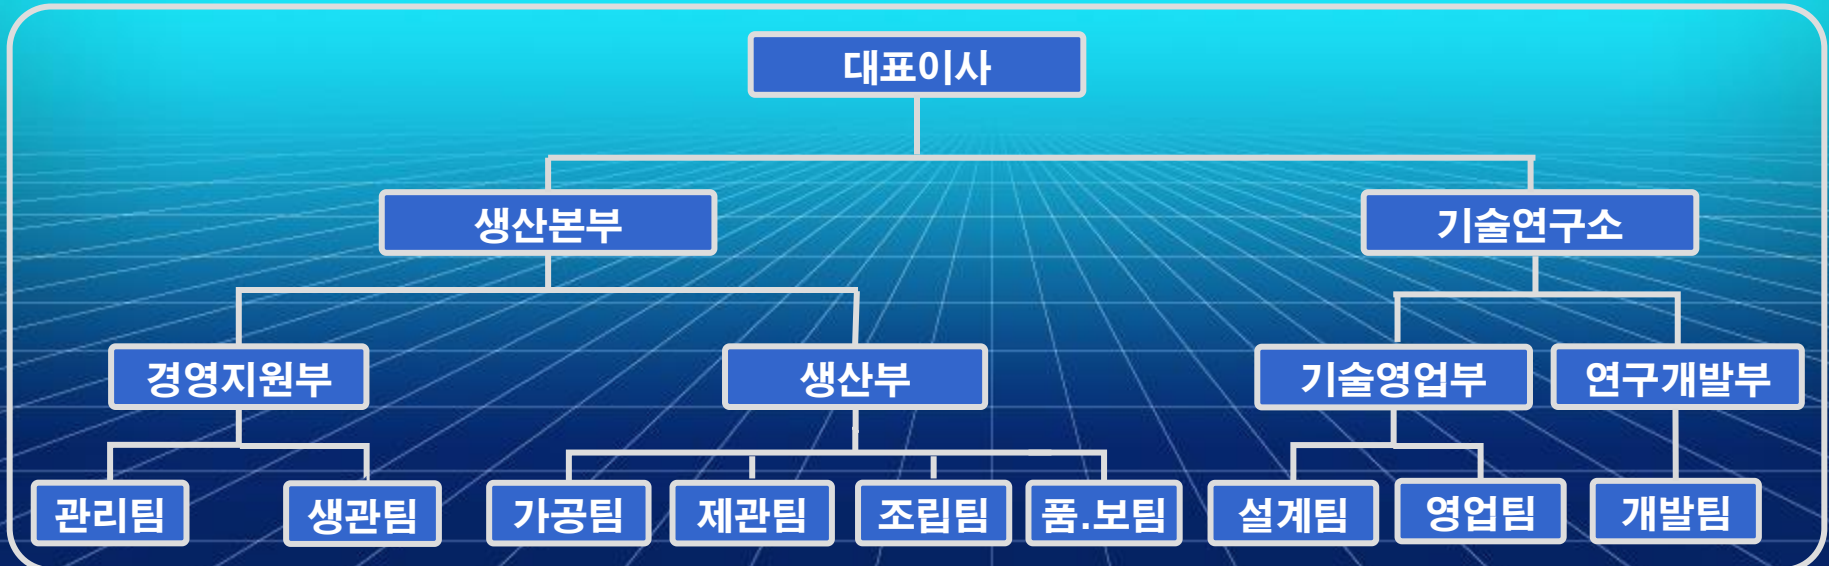 대표이사
생산본부
기술연구소
경영지원부
생산부
기술영업부
연구개발부
관리팀
생관팀
가공팀
제관팀
조립팀
품.보팀
설계팀
영업팀
개발팀